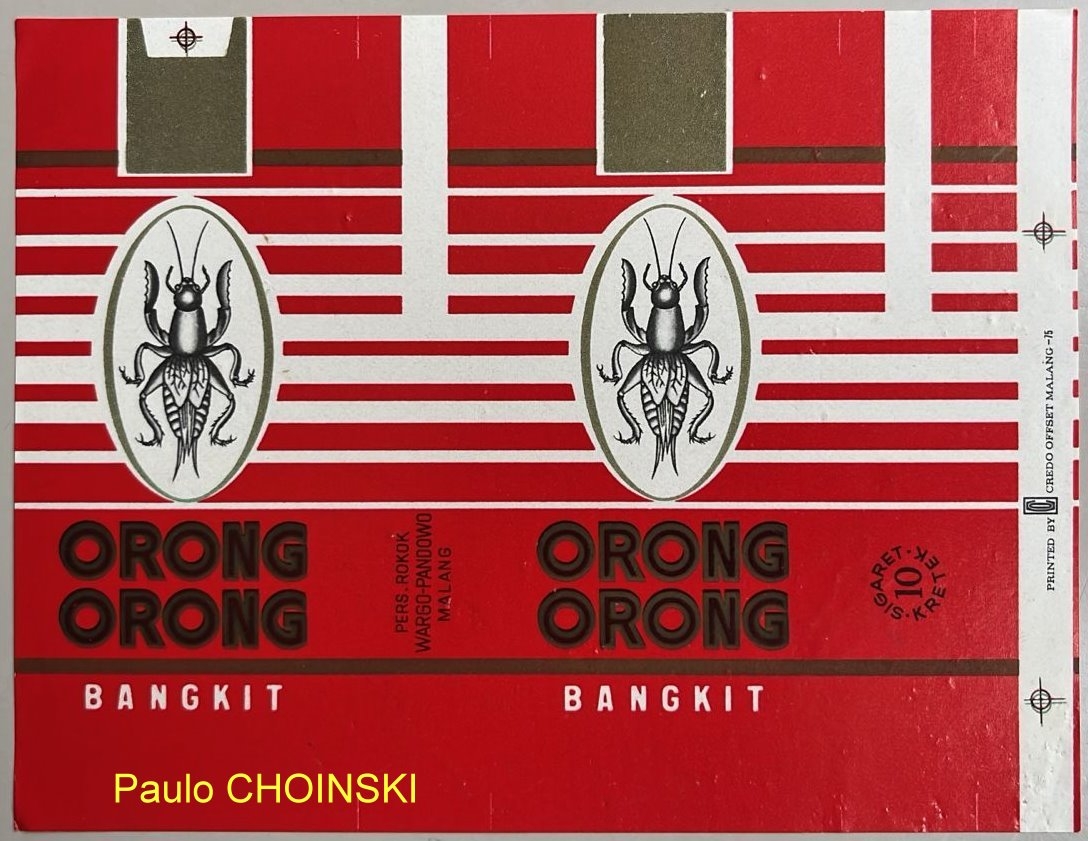 ORONG
ORONG
BANGKIT
PERS. ROKOK
WARGO-PANDOWO
MALANG
ORONG
ORONG
BANGKIT
SIGARET · KRETEK ·
10
PRINTED BY C CREDO OFFSET MALANG -75
Paulo CHOINSKI